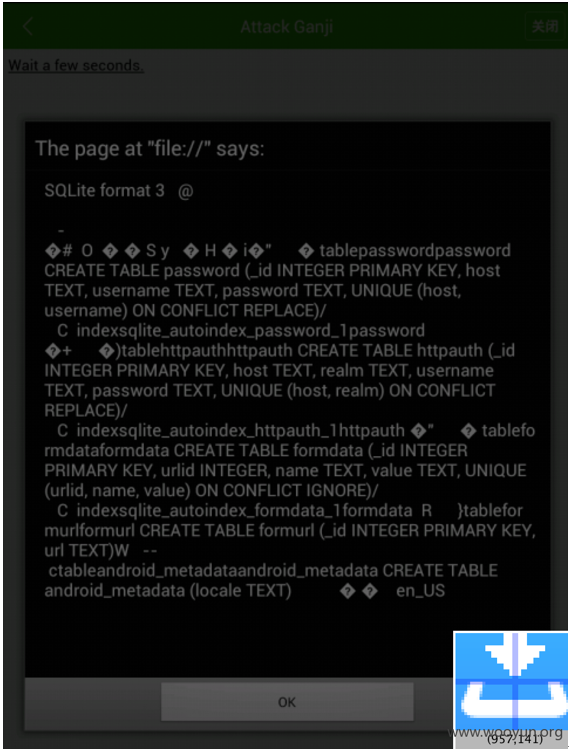 Attack Ganji
关闭
Wait a few seconds.
The page at "file://" says:
SQLite format 3 @
-
�# O � � S y � H � i�" � tablepasswordpassword
CREATE TABLE password (_id INTEGER PRIMARY KEY, host
TEXT, username TEXT, password TEXT, UNIQUE (host,
username) ON CONFLICT REPLACE)/
C indexsqlite_autoindex_password_1password
�+ �)tablehttpauthhttpauth CREATE TABLE httpauth (_id
INTEGER PRIMARY KEY, host TEXT, realm TEXT, username
TEXT, password TEXT, UNIQUE (host, realm) ON CONFLICT
REPLACE)/
C indexsqlite_autoindex_httpauth_1httpauth �" � tablefo
rmdataformdata CREATE TABLE formdata (_id INTEGER
PRIMARY KEY, urlid INTEGER, name TEXT, value TEXT, UNIQUE
(urlid, name, value) ON CONFLICT IGNORE)/
C indexsqlite_autoindex_formdata_1formdata R }tablefor
murlformurl CREATE TABLE formurl (_id INTEGER PRIMARY KEY,
url TEXT)W --
ctableandroid_metadataandroid_metadata CREATE TABLE
android_metadata (locale TEXT) � � en_US
OK
www.wooyun.org
(957,141)